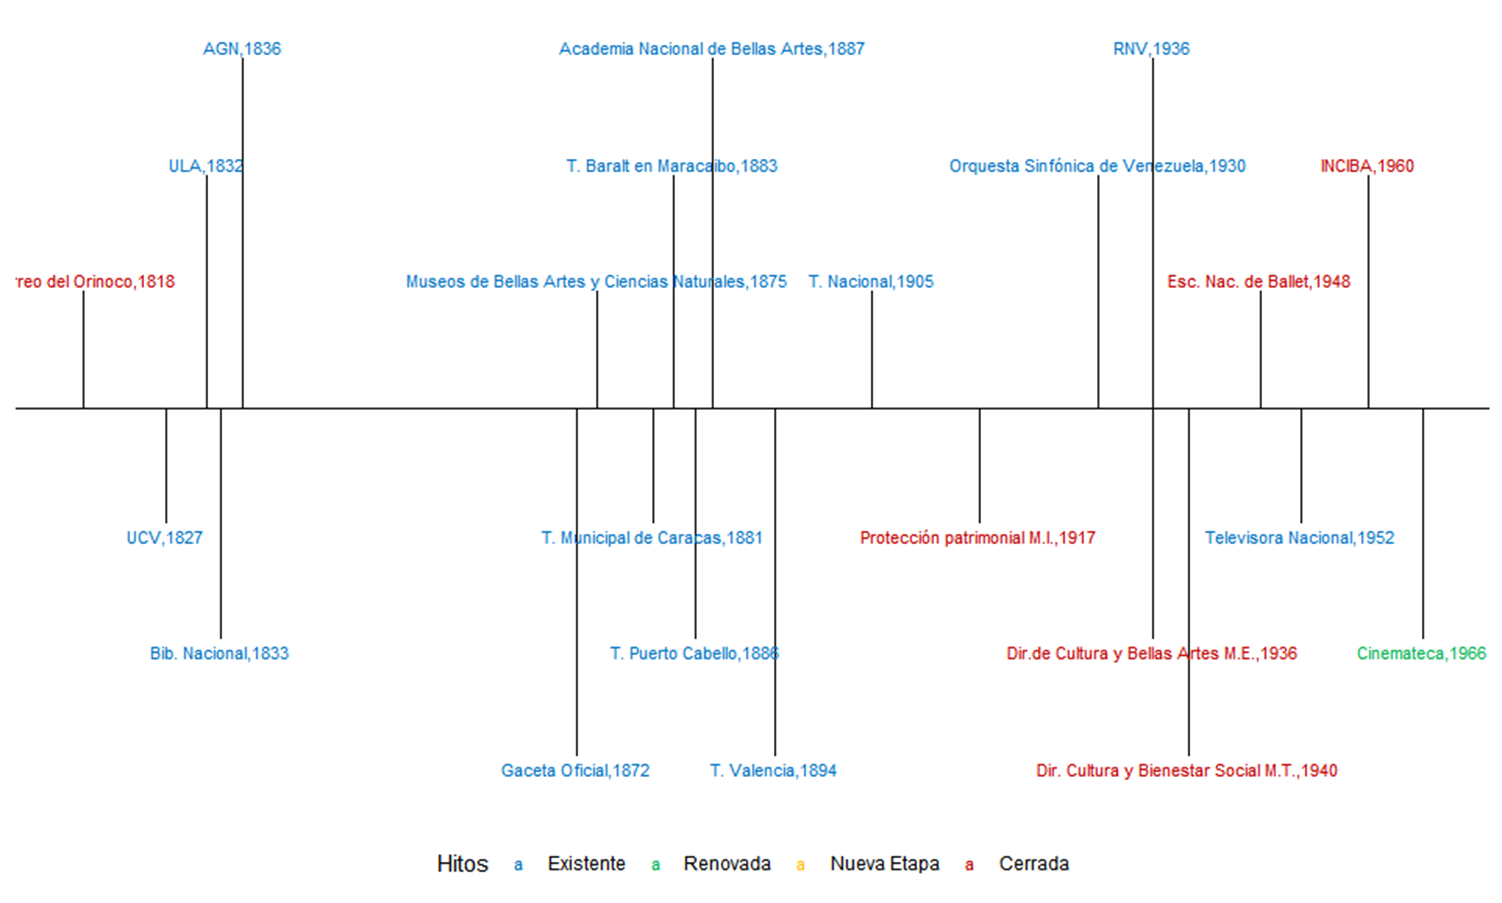 AGN,1836
Academia Nacional de Bellas Artes,1887
RNV,1936
ULA,1832
T. Baralt en Maracaibo,1883
Orquesta Sinfónica de Venezuela,1930
INCIBA,1960
rreo del Orinoco,1818
Museos de Bellas Artes y Ciencias Naturales,1875
T. Nacional,1905
Esc. Nac. de Ballet,1948
UCV,1827
T. Municipal de Caracas,1881
Protección patrimonial M.I.,1917
Televisora Nacional,1952
Bib. Nacional,1833
T. Puerto Cabello,1886
Dir.de Cultura y Bellas Artes M.E.,1936
Cinemateca,1966
Gaceta Oficial,1872
T. Valencia,1894
Dir. Cultura y Bienestar Social M.T.,1940
Hitos a Existente a Renovada a Nueva Etapa a Cerrada